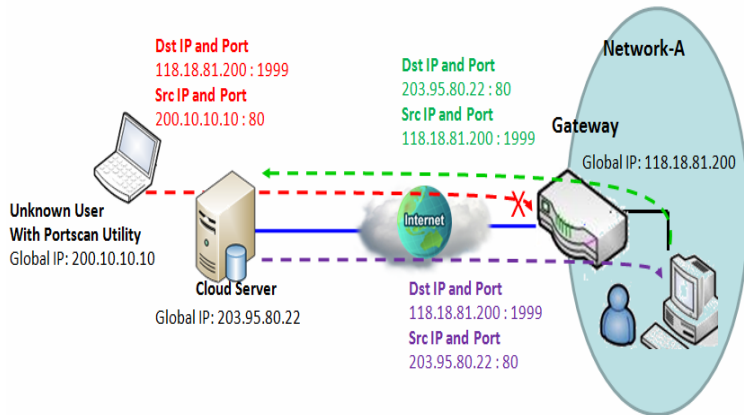 Network-A
Dst IP and Port
118.18.81.200 : 1999
Src IP and Port
200.10.10.10 : 80
Dst IP and Port
203.95.80.22 : 80
Src IP and Port
118.18.81.200 : 1999
Gateway
Global IP: 118.18.81.200
Unknown User
With Portscan Utility
Global IP: 200.10.10.10
Internet
Cloud Server
Global IP: 203.95.80.22
Dst IP and Port
118.18.81.200 : 1999
Src IP and Port
203.95.80.22 : 80